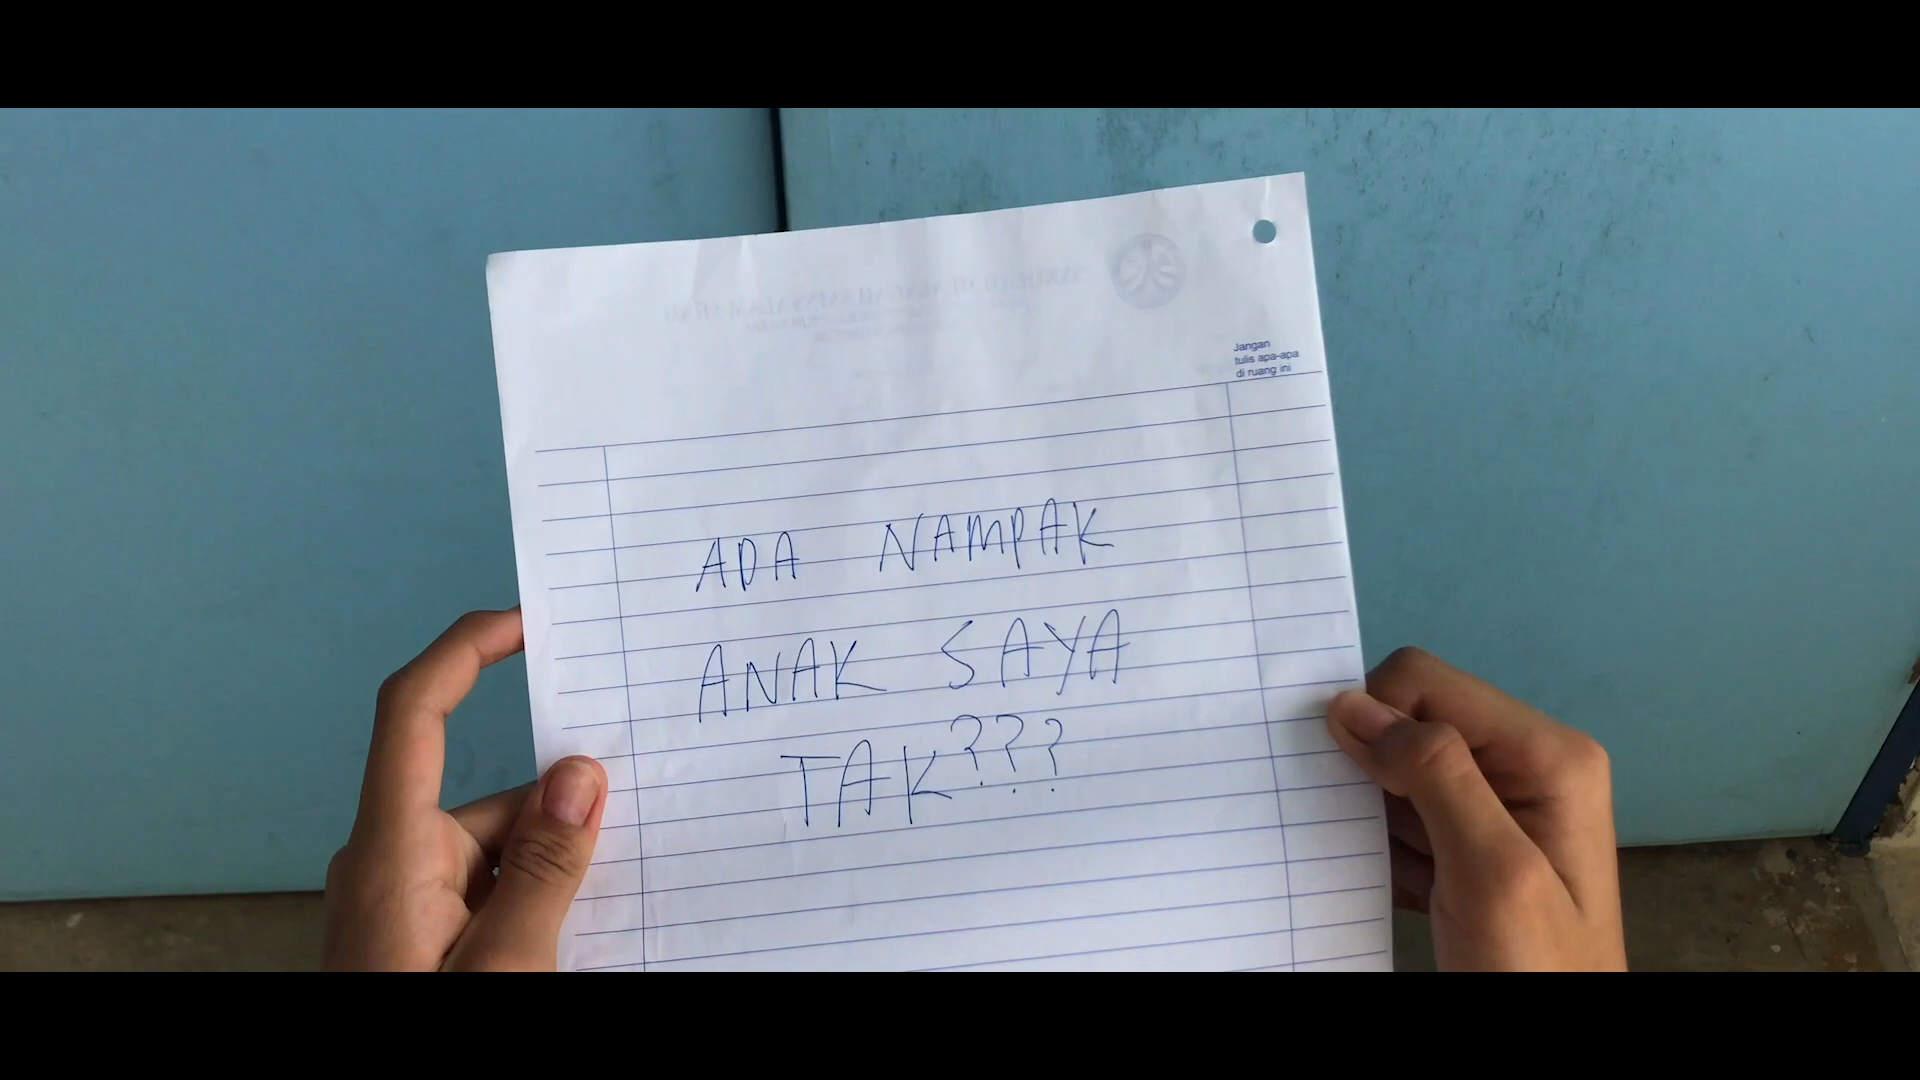 Jangan
tulis apa-apa
di ruang ini
ADA NAMPAK
ANAK SAYA
TAK???